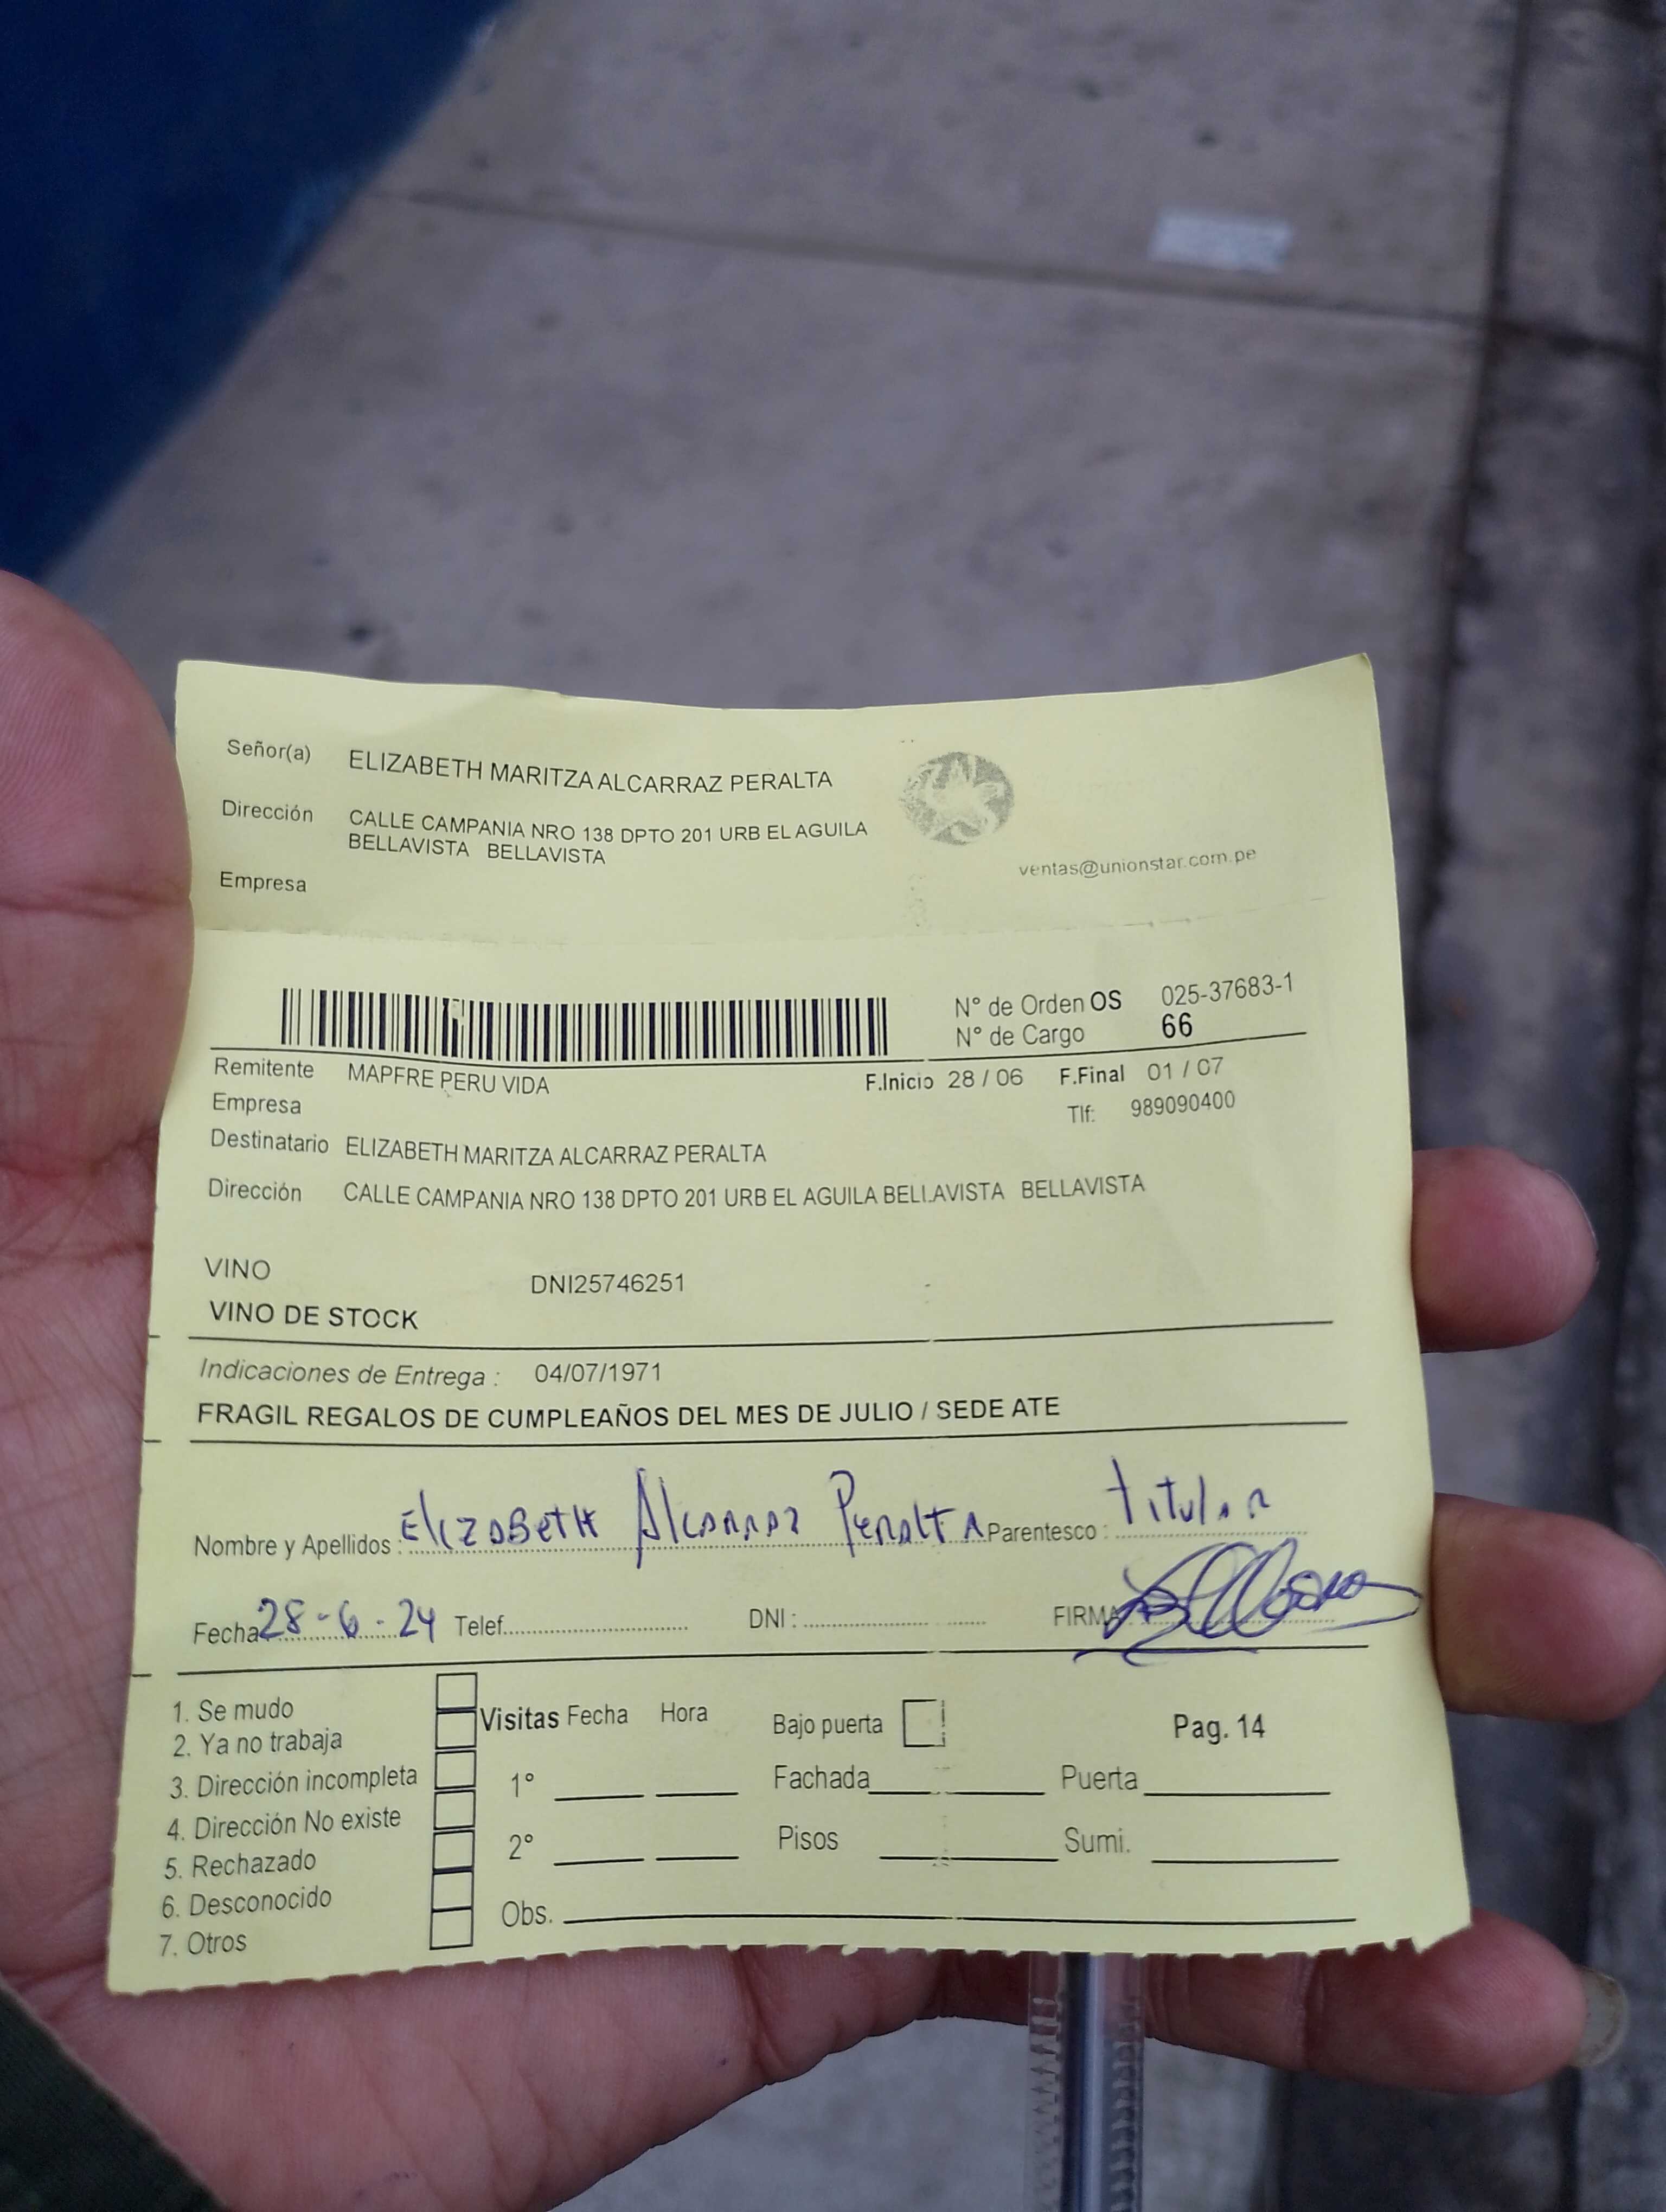 Señor(a) ELIZABETH MARITZA ALCARRAZ PERALTA
Dirección CALLE CAMPANIA NRO 138 DPTO 201 URB EL AGUILA
BELLAVISTA BELLAVISTA
ventas@unionstar.com.pe
Empresa
N° de Orden OS 025-37683-1
N° de Cargo 66
Remitente MAPFRE PERU VIDA F.Inicio 28 / 06 F.Final 01 / 07
Empresa Tlf: 989090400
Destinatario ELIZABETH MARITZA ALCARRAZ PERALTA
Dirección CALLE CAMPANIA NRO 138 DPTO 201 URB EL AGUILA BELLAVISTA BELLAVISTA
VINO DNI25746251
VINO DE STOCK
Indicaciones de Entrega : 04/07/1971
FRAGIL REGALOS DE CUMPLEAÑOS DEL MES DE JULIO / SEDE ATE
Nombre y Apellidos : Elizabeth Alcarraz Peralta Parentesco : titular
Fecha 28-6-24 Telef. DNI : FIRMA
1. Se mudo
2. Ya no trabaja
3. Dirección incompleta
4. Dirección No existe
5. Rechazado
6. Desconocido
7. Otros
Visitas Fecha Hora Bajo puerta Pag. 14
1° Fachada Puerta
2° Pisos Sumi.
Obs.